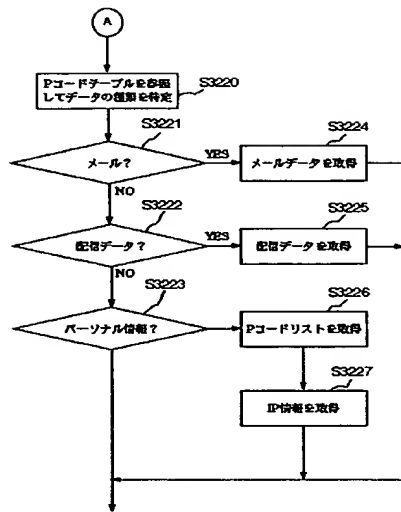 A
Pコードテーブルを参照
してデータの種類を特定
S3220
S3221
メール?
YES
S3224
メールデータを取得
NO
S3222
配信データ?
YES
S3225
配信データを取得
NO
S3223
パーソナル情報?
S3226
Pコードリストを取得
S3227
IP情報を取得